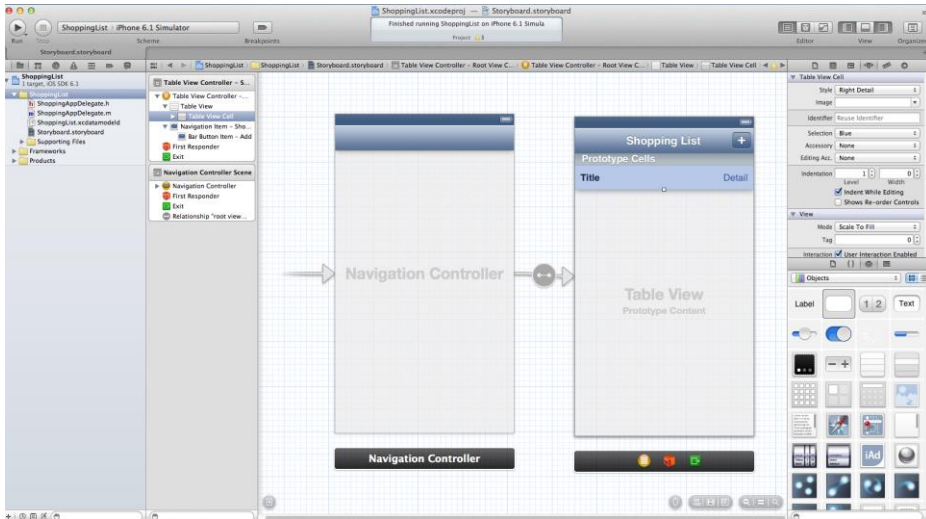 ShoppingList.xcodeproj — Storyboard.storyboard
Run
Stop
ShoppingList
iPhone 6.1 Simulator
Scheme
Breakpoints
Finished running ShoppingList on iPhone 6.1 Simula
Project
1
Editor
View
Organizer
Storyboard.storyboard
ShoppingList
ShoppingList
Storyboard.storyboard
Table View Controller – Root View C...
Table View Controller – Root View C...
Table View
Table View Cell
ShoppingList
1 target, iOS SDK 6.1
ShoppingList
ShoppingAppDelegate.h
ShoppingAppDelegate.m
ShoppingList.xcdatamodeld
Storyboard.storyboard
Supporting Files
Frameworks
Products
Table View Controller – S...
Table View Controller – ...
Table View
Table View Cell
Navigation Item – Sho...
Bar Button Item – Add
First Responder
Exit
Navigation Controller Scene
Navigation Controller
First Responder
Exit
Relationship "root view...
Navigation Controller
Navigation Controller
Shopping List
+
Prototype Cells
Title
Detail
Table View
Prototype Content
Table View Cell
Style
Right Detail
Image
Identifier
Reuse Identifier
Selection
Blue
Accessory
None
Editing Acc.
None
Indentation
1
0
Level
Width
Indent While Editing
Shows Re-order Controls
View
Mode
Scale To Fill
Tag
0
Interaction
User Interaction Enabled
Objects
Label
1 2
Text
iAd